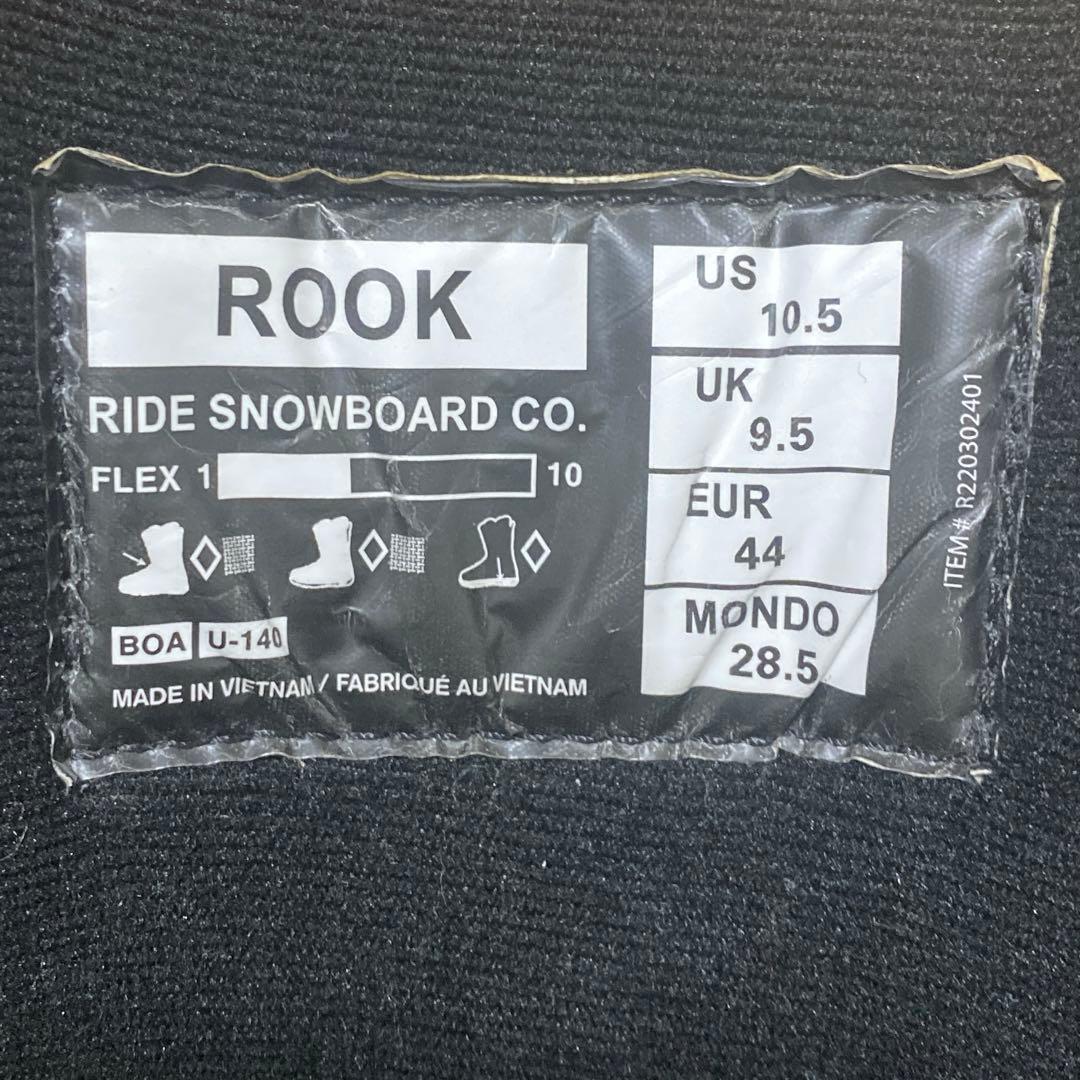 ROOK
RIDE SNOWBOARD CO.
FLEX 1 10
BOA U-140
MADE IN VIETNAM / FABRIQUÉ AU VIETNAM
US
10.5
UK
9.5
EUR
44
MONDO
28.5
ITEM# R220302401